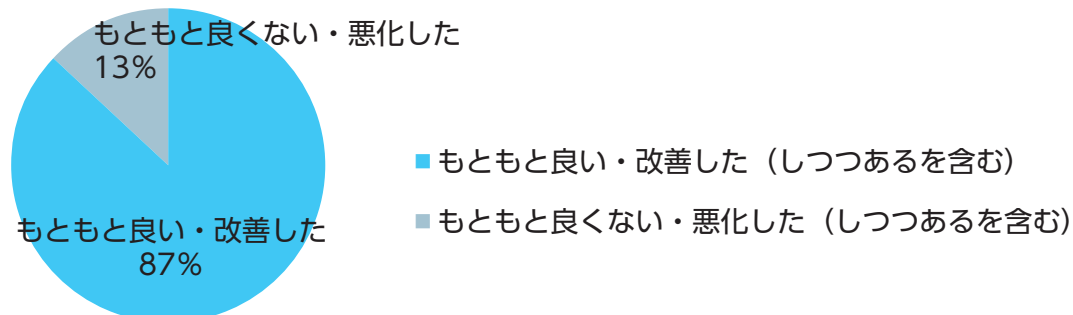 もともと良くない・悪化した
13%
もともと良い・改善した(しつつあるを含む)
もともと良くない・悪化した(しつつあるを含む)
もともと良い・改善した
87%